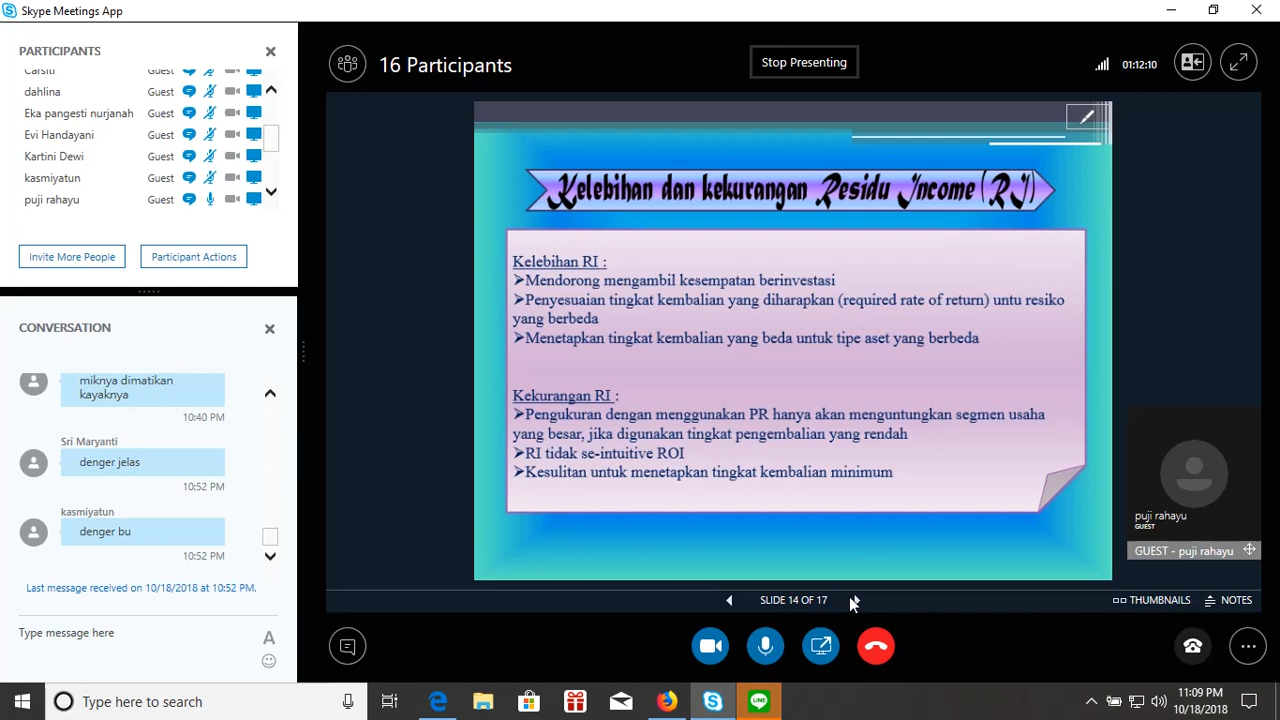 Skype Meetings App
PARTICIPANTS
Carsiti Guest
dahlina Guest
Eka pangesti nurjanah Guest
Evi Handayani Guest
Kartini Dewi Guest
kasmiyatun Guest
puji rahayu Guest
Invite More People Participant Actions
CONVERSATION
miknya dimatikan
kayaknya
10:40 PM
Sri Maryanti
denger jelas
10:52 PM
kasmiyatun
denger bu
10:52 PM
Last message received on 10/18/2018 at 10:52 PM.
Type message here
A
16 Participants
Stop Presenting
01:12:10
Kelebihan dan kekurangan Residu Income (RI)
Kelebihan RI :
Mendorong mengambil kesempatan berinvestasi
Penyesuaian tingkat kembalian yang diharapkan (required rate of return) untu resiko
yang berbeda
Menetapkan tingkat kembalian yang beda untuk tipe aset yang berbeda
Kekurangan RI :
Pengukuran dengan menggunakan PR hanya akan menguntungkan segmen usaha
yang besar, jika digunakan tingkat pengembalian yang rendah
RI tidak se-intuitive ROI
Kesulitan untuk menetapkan tingkat kembalian minimum
puji rahayu
GUEST
GUEST - puji rahayu
SLIDE 14 OF 17
THUMBNAILS NOTES
Type here to search
LINE
11:09 PM
10/18/2018